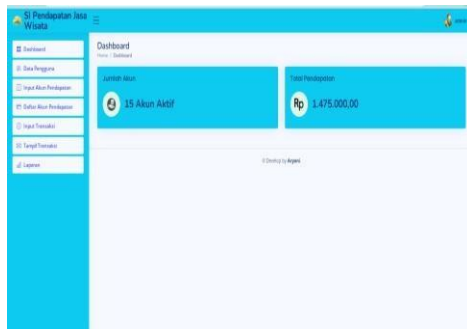 SI Pendapatan Jasa
Wisata
Dashboard
Data Pengguna
Input Akun Pendapatan
Daftar Akun Pendapatan
Input Transaksi
Tampil Transaksi
Laporan
Dashboard
Home / Dashboard
Jumlah Akun
15 Akun Aktif
Total Pendapatan
Rp 1.475.000,00